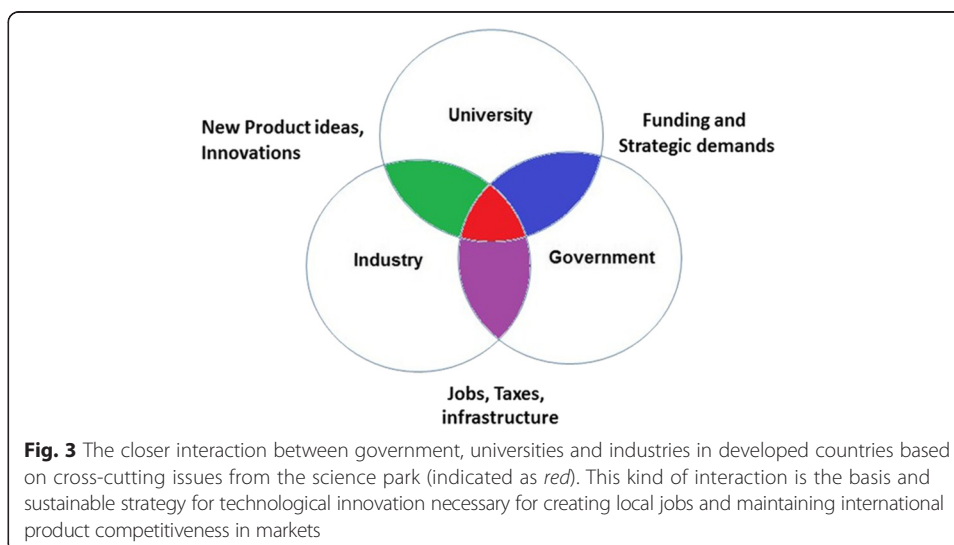 University
New Product ideas,
Innovations
Funding and
Strategic demands
Industry
Government
Jobs, Taxes,
infrastructure
Fig. 3 The closer interaction between government, universities and industries in developed countries based
on cross-cutting issues from the science park (indicated as red). This kind of interaction is the basis and
sustainable strategy for technological innovation necessary for creating local jobs and maintaining international
product competitiveness in markets